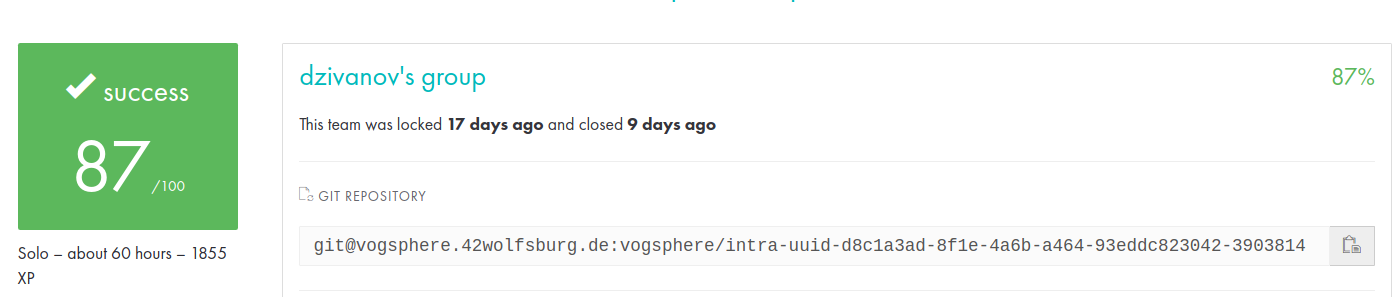 success
87 /100
Solo – about 60 hours – 1855
XP
dzivanov's group
87%
This team was locked 17 days ago and closed 9 days ago
GIT REPOSITORY
git@vogsphere.42wolfsburg.de:vogsphere/intra-uuid-d8c1a3ad-8f1e-4a6b-a464-93eddc823042-3903814